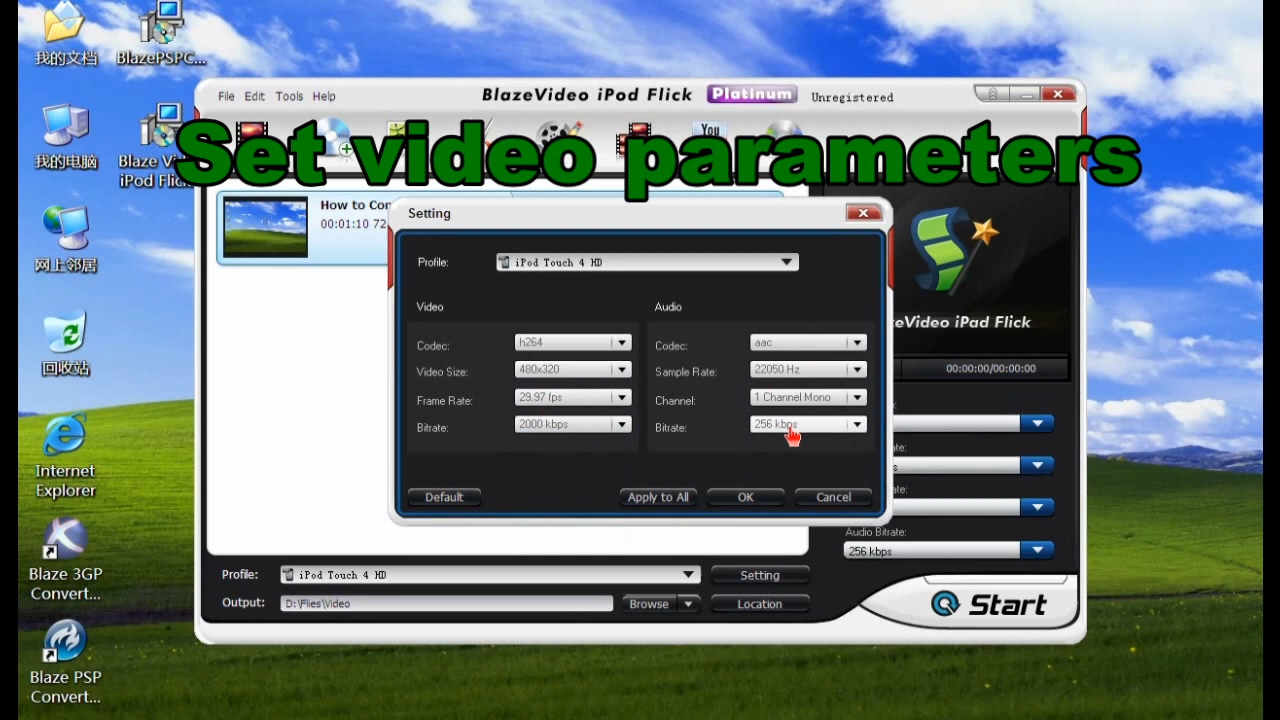 我的文档
BlazePSPC...
我的电脑
Blaze Vi
iPod Flick
网上邻居
回收站
Internet
Explorer
Blaze 3GP
Convert...
Blaze PSP
Convert...
File Edit Tools Help
BlazeVideo iPod Flick Platinum Unregistered
You
Set video parameters
How to Con
00:01:10 72
Setting
Profile: iPod Touch 4 HD
Video
Codec: h264
Video Size: 480x320
Frame Rate: 29.97 fps
Bitrate: 2000 kbps
Audio
Codec: aac
Sample Rate: 22050 Hz
Channel: 1 Channel Mono
Bitrate: 256 kbps
Default Apply to All OK Cancel
eVideo iPad Flick
00:00:00/00:00:00
Audio Bitrate:
256 kbps
Profile: iPod Touch 4 HD Setting
Output: D:\Flies\Video Browse Location
Start